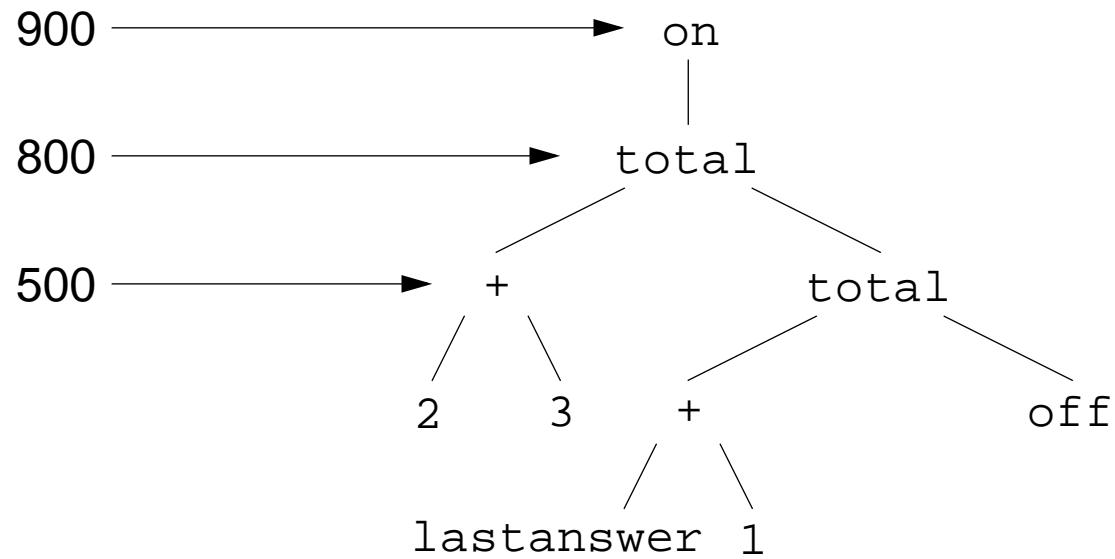 900 on
800 total
500 + total
2 3 + off
lastanswer 1